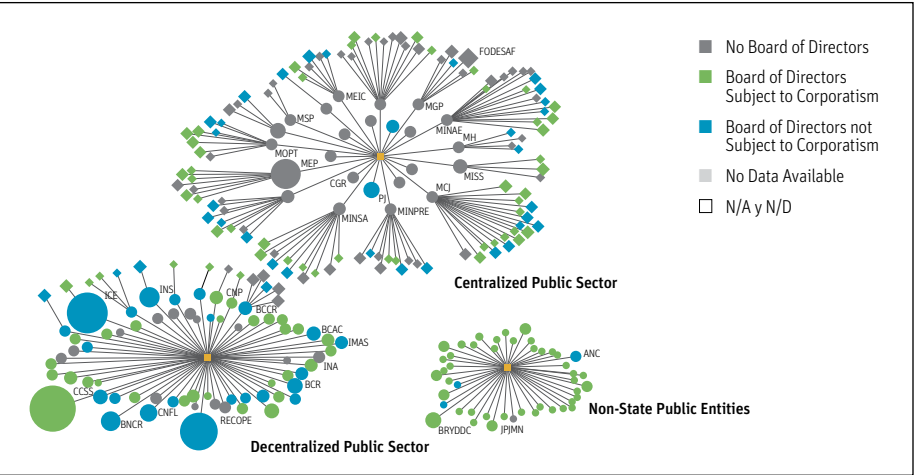 FODESAF
No Board of Directors
Board of Directors
Subject to Corporatism
Board of Directors not
Subject to Corporatism
No Data Available
N/A y N/D
MEIC
MGP
MSP
MINAE
MH
MOPT
MEP
MISS
CGR
MCJ
PJ
MINSA
MINPRE
Centralized Public Sector
ICE
INS
CNP
BCCR
BCAC
IMAS
INA
BCR
CCSS
CNFL
BNCR
RECOPE
Decentralized Public Sector
ANC
BRYDDC
JPJMN
Non-State Public Entities